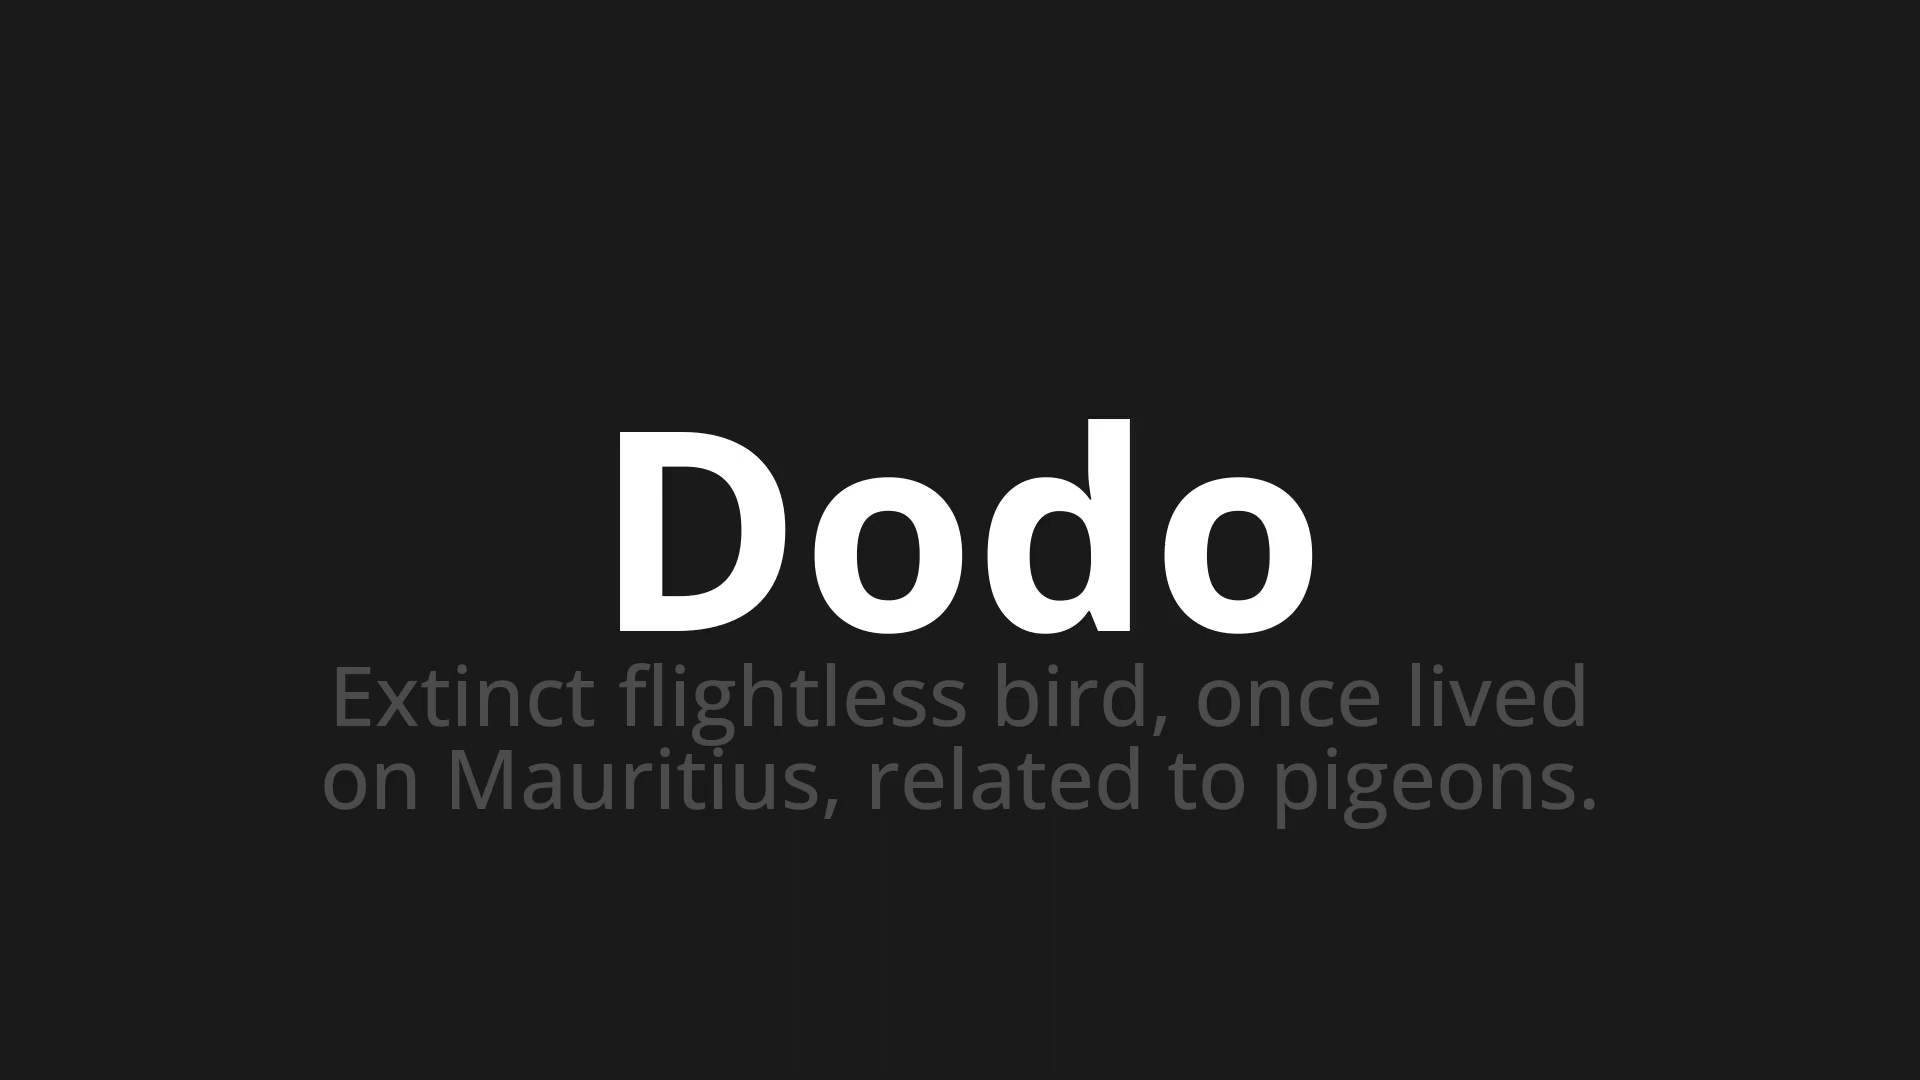 Dodo
Extinct flightless bird, once lived
on Mauritius, related to pigeons.